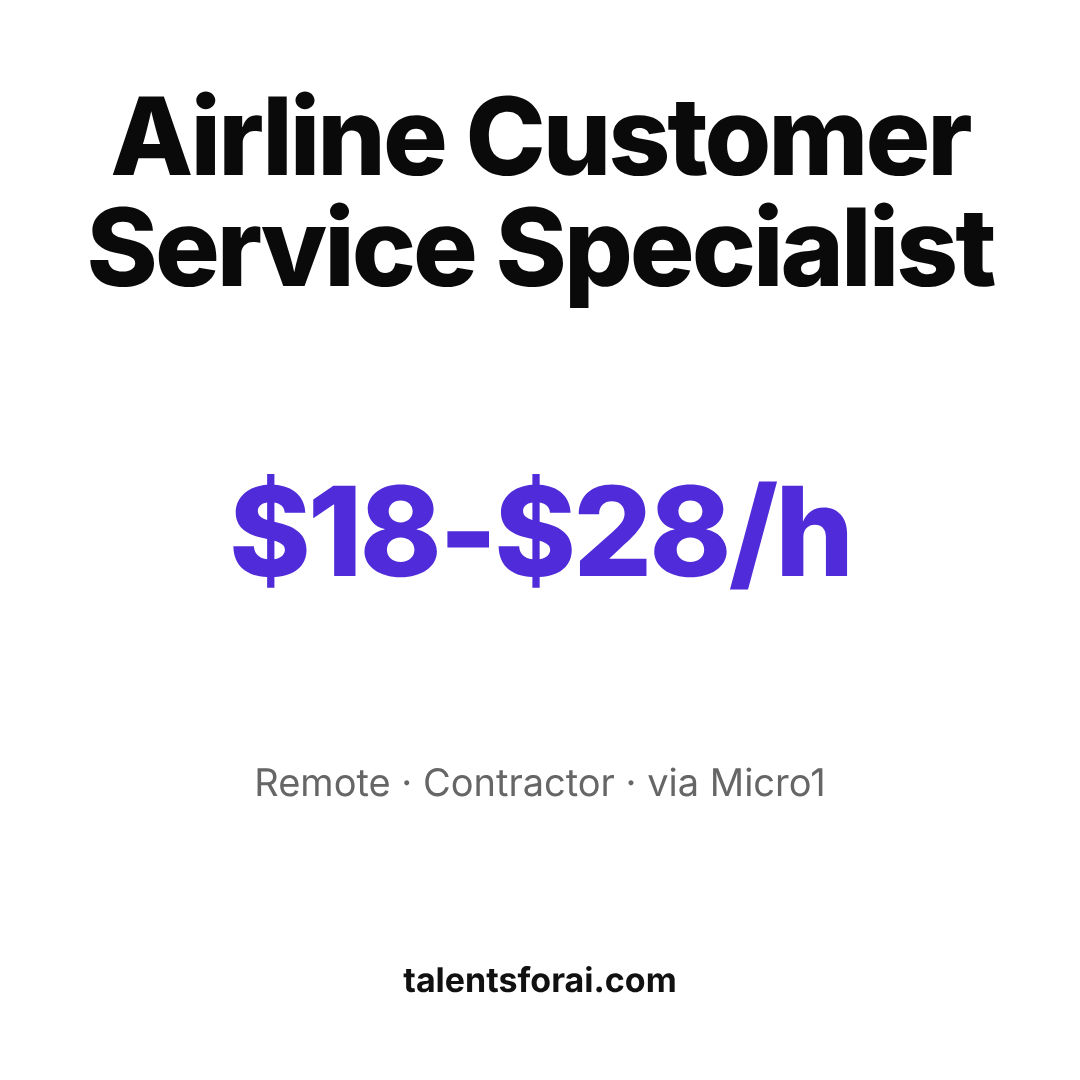 Airline Customer
Service Specialist
$18-$28/h
Remote · Contractor · via Micro1
talentsforai.com